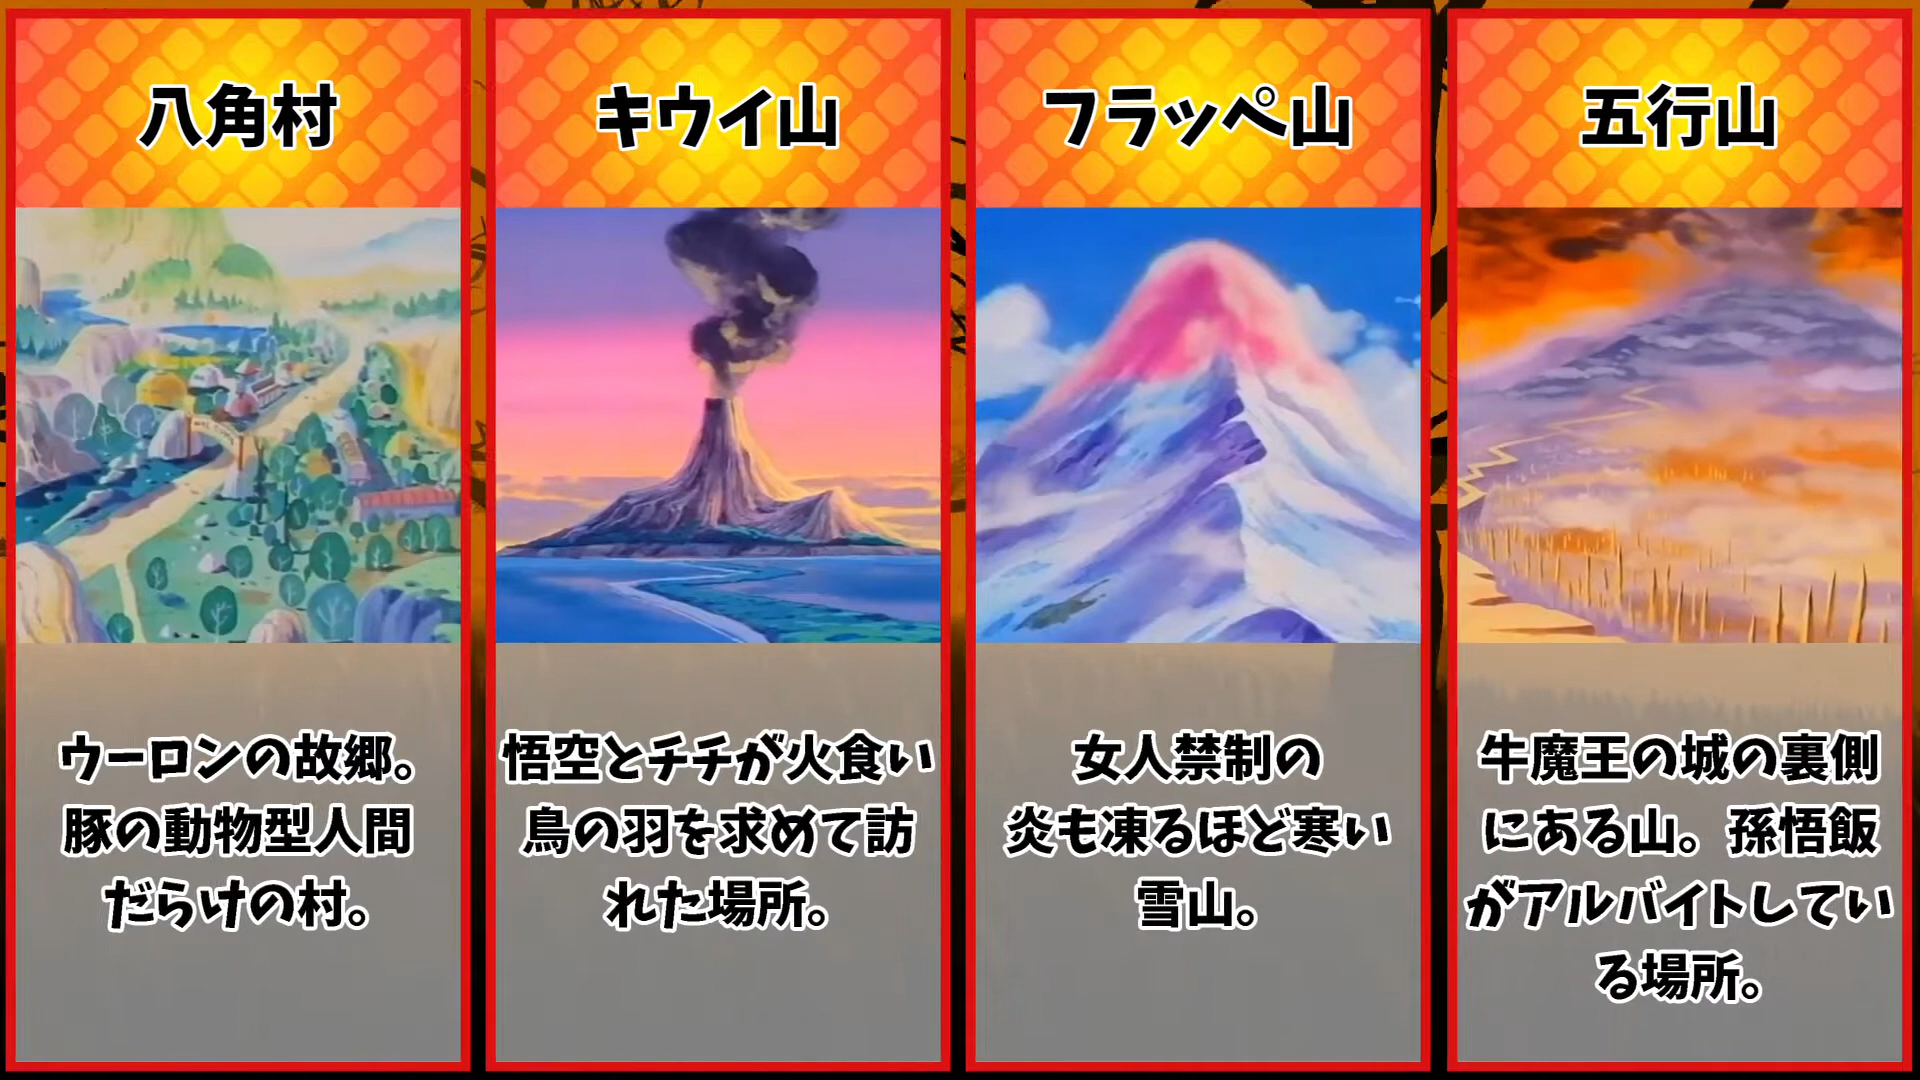 八角村
ウーロンの故郷。
豚の動物型人間
だらけの村。
キウイ山
悟空とチチが火食い
鳥の羽を求めて訪
れた場所。
フラッペ山
女人禁制の
炎も凍るほど寒い
雪山。
五行山
牛魔王の城の裏側
にある山。孫悟飯
がアルバイトしてい
る場所。